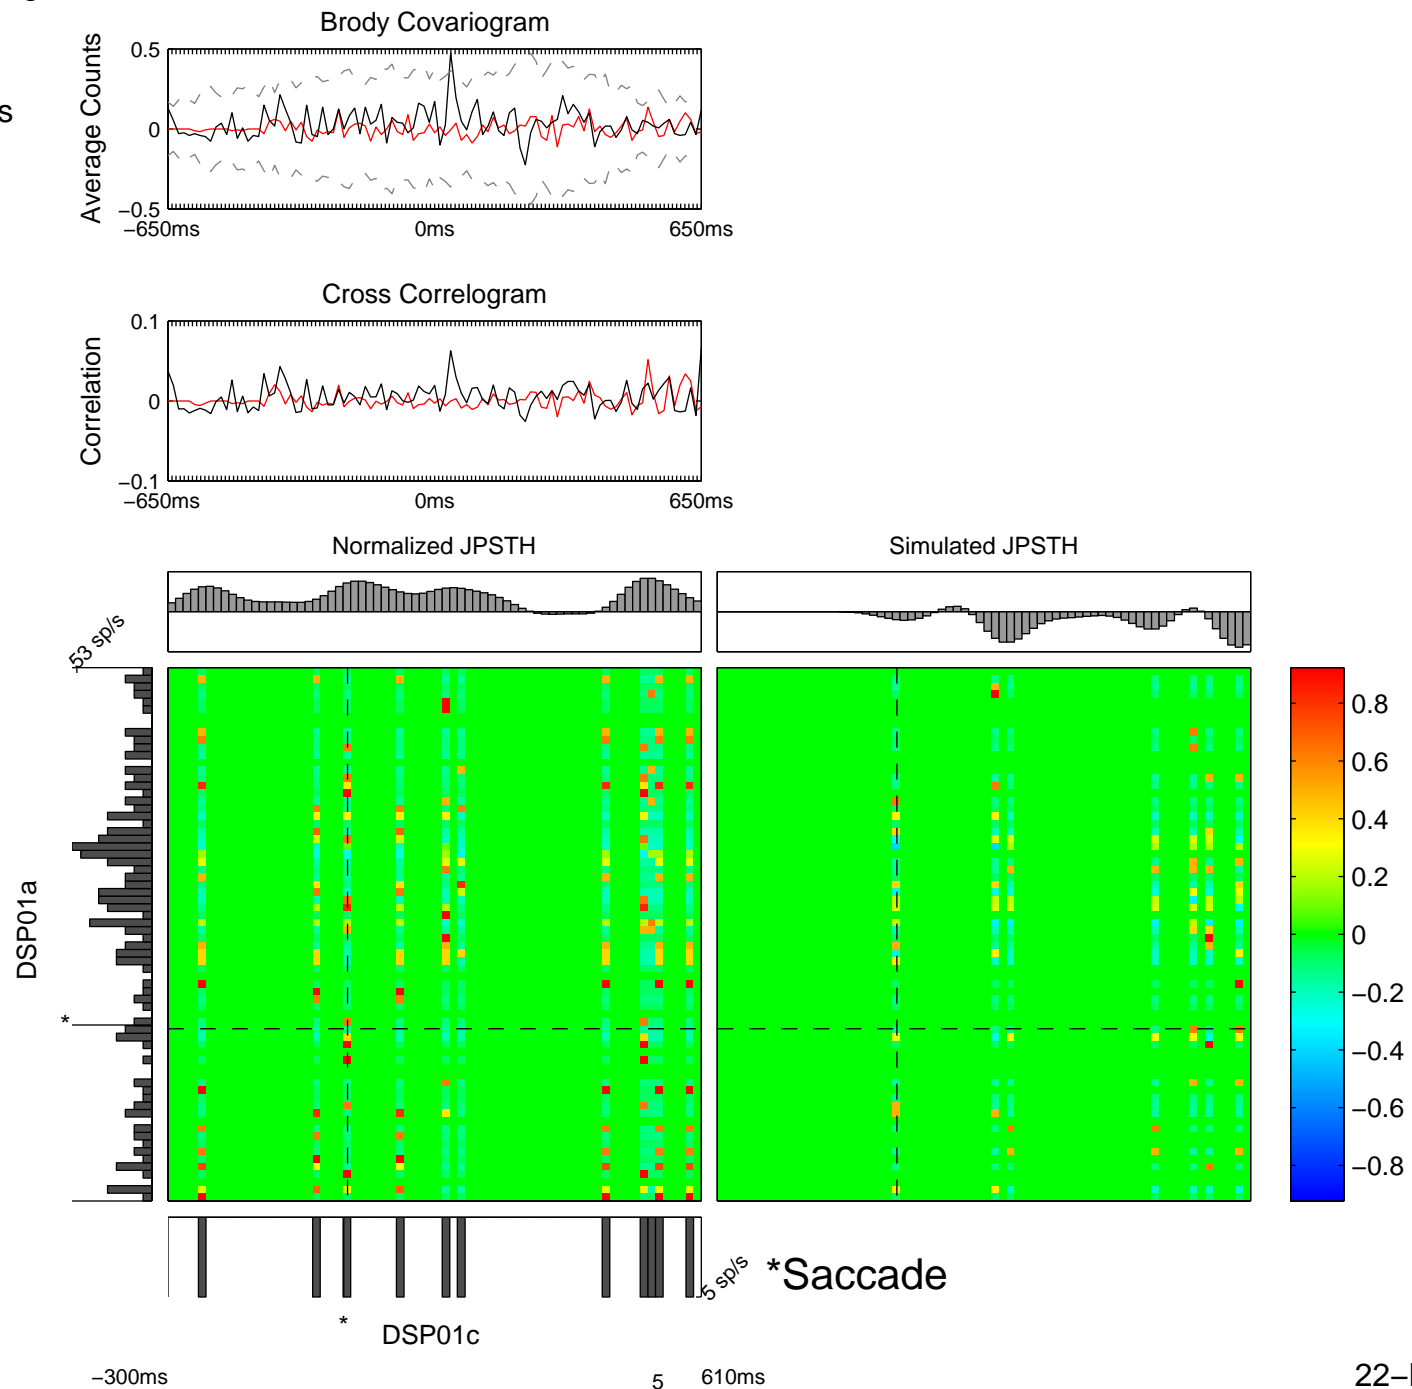 Brody Covariogram
Average Counts
0.5
0
−0.5
−650ms
0ms
650ms
s
Cross Correlogram
Correlation
0.1
0
−0.1
−650ms
0ms
650ms
Normalized JPSTH
Simulated JPSTH
53 sp/s
DSP01a
*
0.8
0.6
0.4
0.2
0
−0.2
−0.4
−0.6
−0.8
5 sp/s
*Saccade
*
DSP01c
−300ms
5
610ms